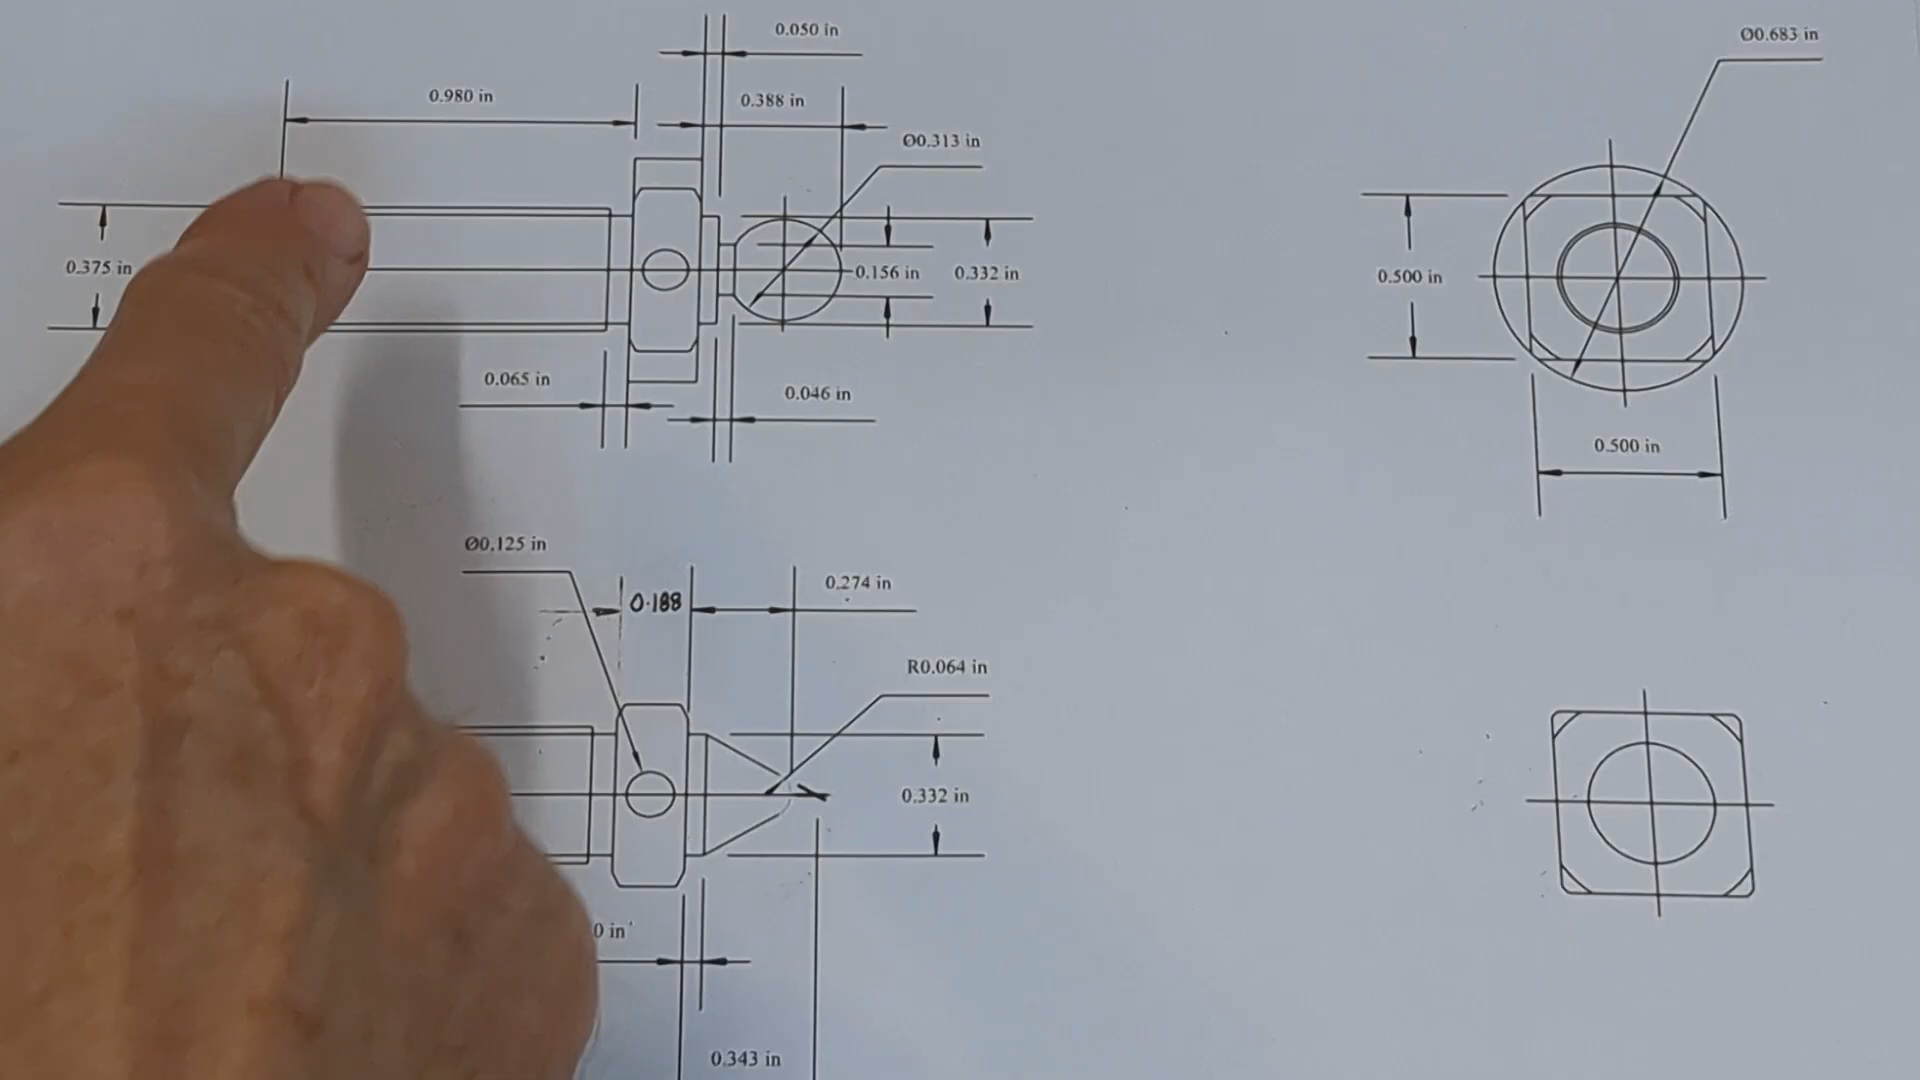 0.050 in
Ø0.683 in
0.980 in
0.388 in
Ø0.313 in
0.375 in
0.156 in
0.332 in
0.500 in
0.065 in
0.046 in
0.500 in
Ø0.125 in
0.188
0.274 in
R0.064 in
0.332 in
0 in
0.343 in